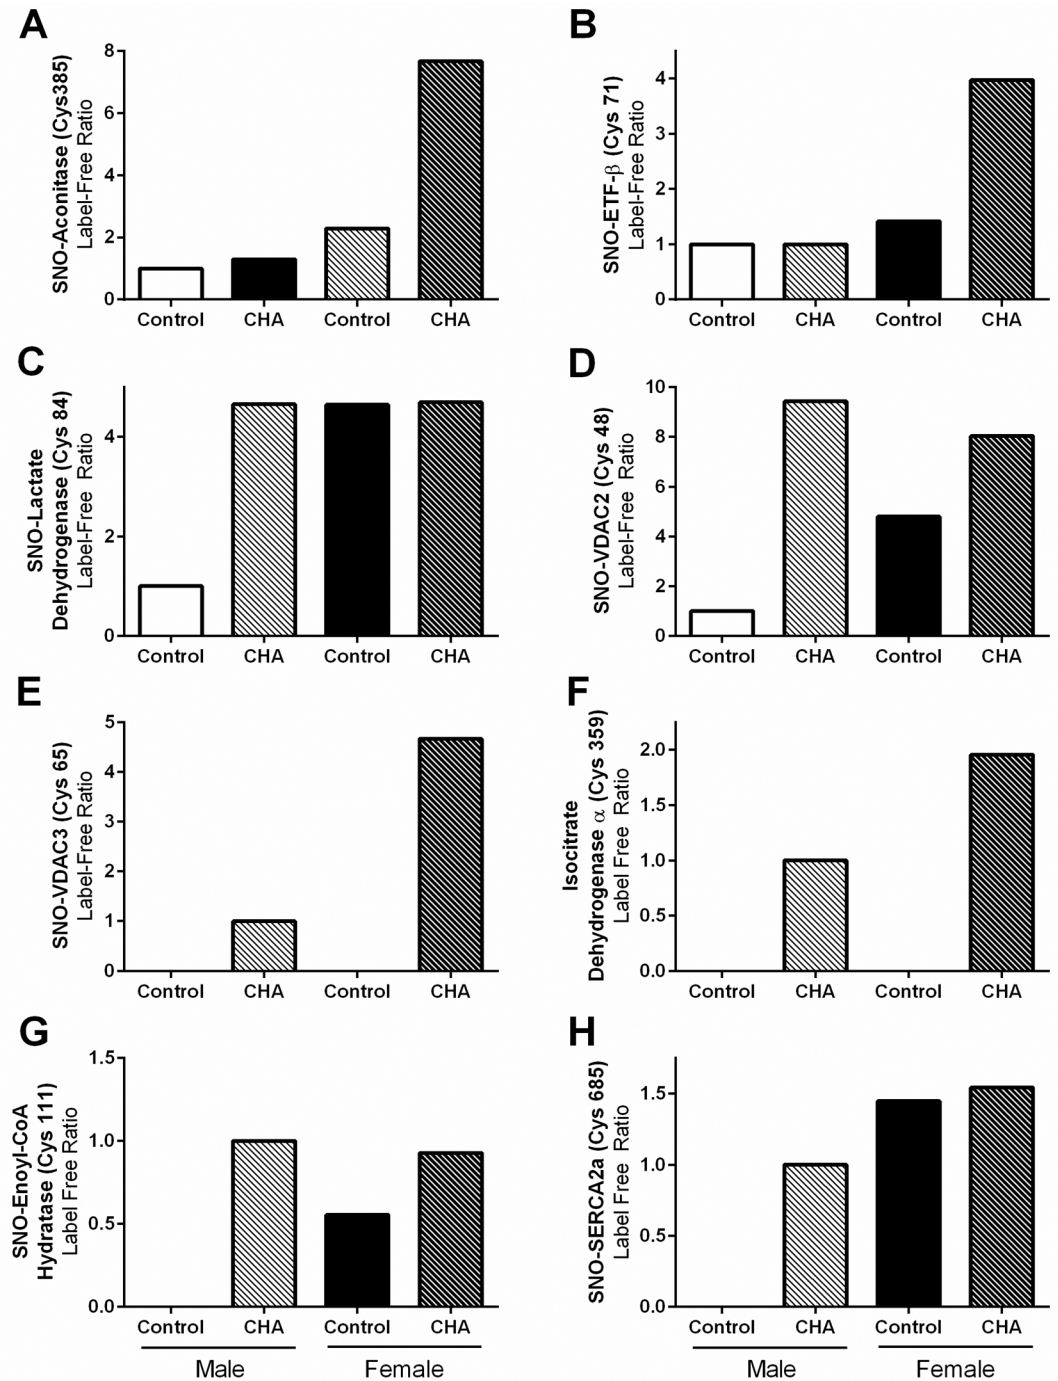 A
SNO-Aconitase (Cys385)
Label-Free Ratio
8
6
4
2
0
Control CHA Control CHA
B
SNO-ETF-β (Cys 71)
Label-Free Ratio
4
3
2
1
0
Control CHA Control CHA
C
SNO-Lactate
Dehydrogenase (Cys 84)
Label-Free Ratio
4
2
0
Control CHA Control CHA
D
SNO-VDAC2 (Cys 48)
Label-Free Ratio
10
8
6
4
2
0
Control CHA Control CHA
E
SNO-VDAC3 (Cys 65)
Label-Free Ratio
5
4
3
2
1
0
Control CHA Control CHA
F
Isocitrate
Dehydrogenase α (Cys 359)
Label Free Ratio
2.0
1.5
1.0
0.5
0.0
Control CHA Control CHA
G
SNO-Enoyl-CoA
Hydratase (Cys 111)
Label Free Ratio
1.5
1.0
0.5
0.0
Control CHA Control CHA
Male Female
H
SNO-SERCA2a (Cys 685)
Label Free Ratio
1.5
1.0
0.5
0.0
Control CHA Control CHA
Male Female